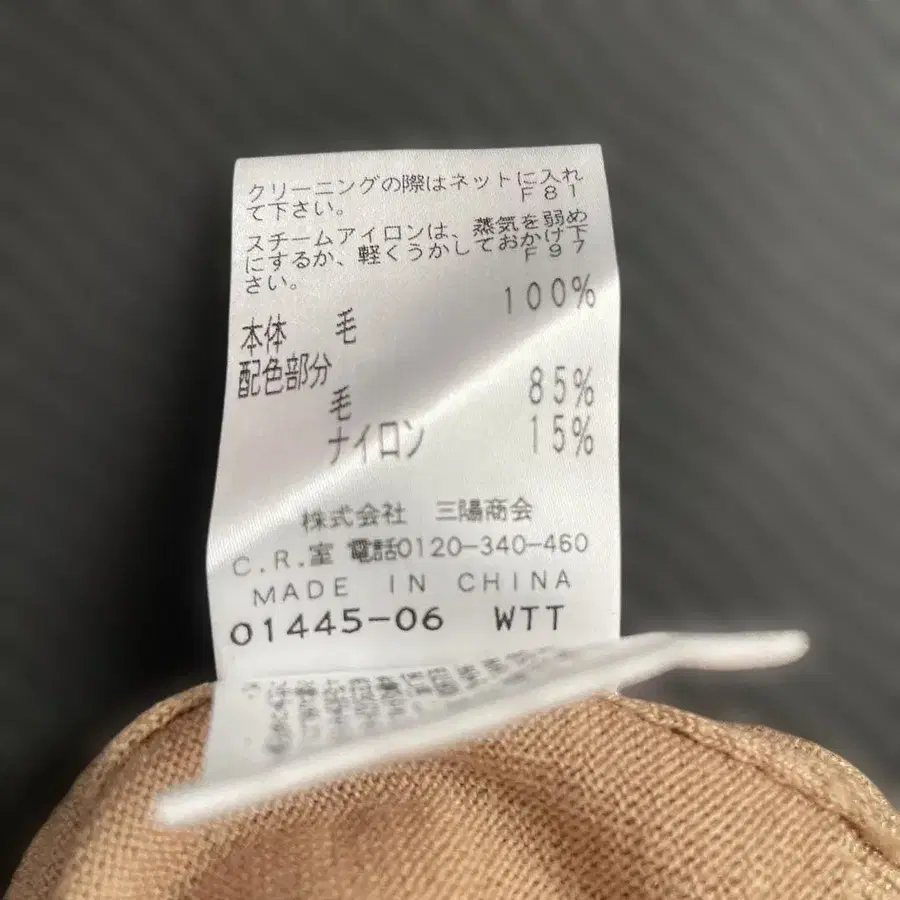 クリーニングの際はネットに入れ
て下さい。 F81
スチームアイロンは、蒸気を弱め
にするか、軽くうかしておかけ下
さい。 F97
本体 毛 100%
配色部分
毛 85%
ナイロン 15%
株式会社 三陽商会
C.R.室 電話0120-340-460
MADE IN CHINA
01445-06 WTT